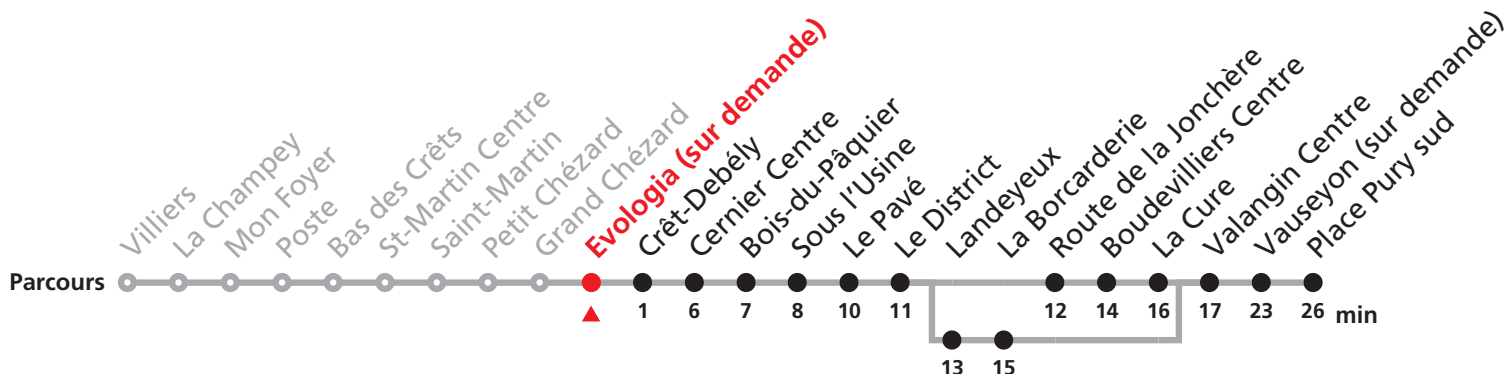 Villiers
La Champey
Mon Foyer
Poste
Bas des Crêts
St-Martin Centre
Saint-Martin
Petit Chézard
Grand Chézard
Evologia (sur demande)
Crêt-Debély
Cernier Centre
Bois-du-Pâquier
Sous l'Usine
Le Pavé
Le District
Landeyeux
La Borcarderie
Route de la Jonchère
Boudevilliers Centre
La Cure
Valangin Centre
Vauseyon (sur demande)
Place Pury sud
Parcours
1 6 7 8 10 11 12 14 16 17 23 26 min
13 15